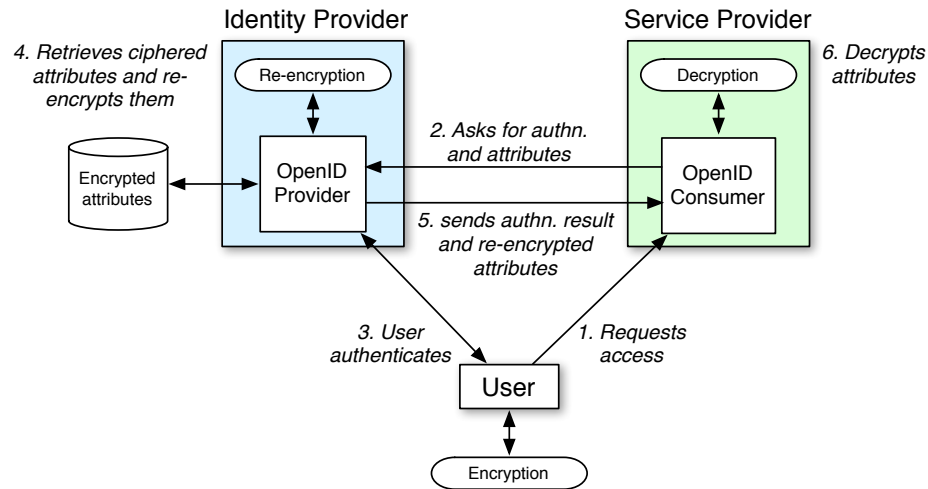 Identity Provider
Service Provider
4. Retrieves ciphered
attributes and re-
encrypts them
6. Decrypts
attributes
Re-encryption
Decryption
2. Asks for authn.
and attributes
OpenID
Provider
OpenID
Consumer
Encrypted
attributes
5. sends authn. result
and re-encrypted
attributes
3. User
authenticates
1. Requests
access
User
Encryption